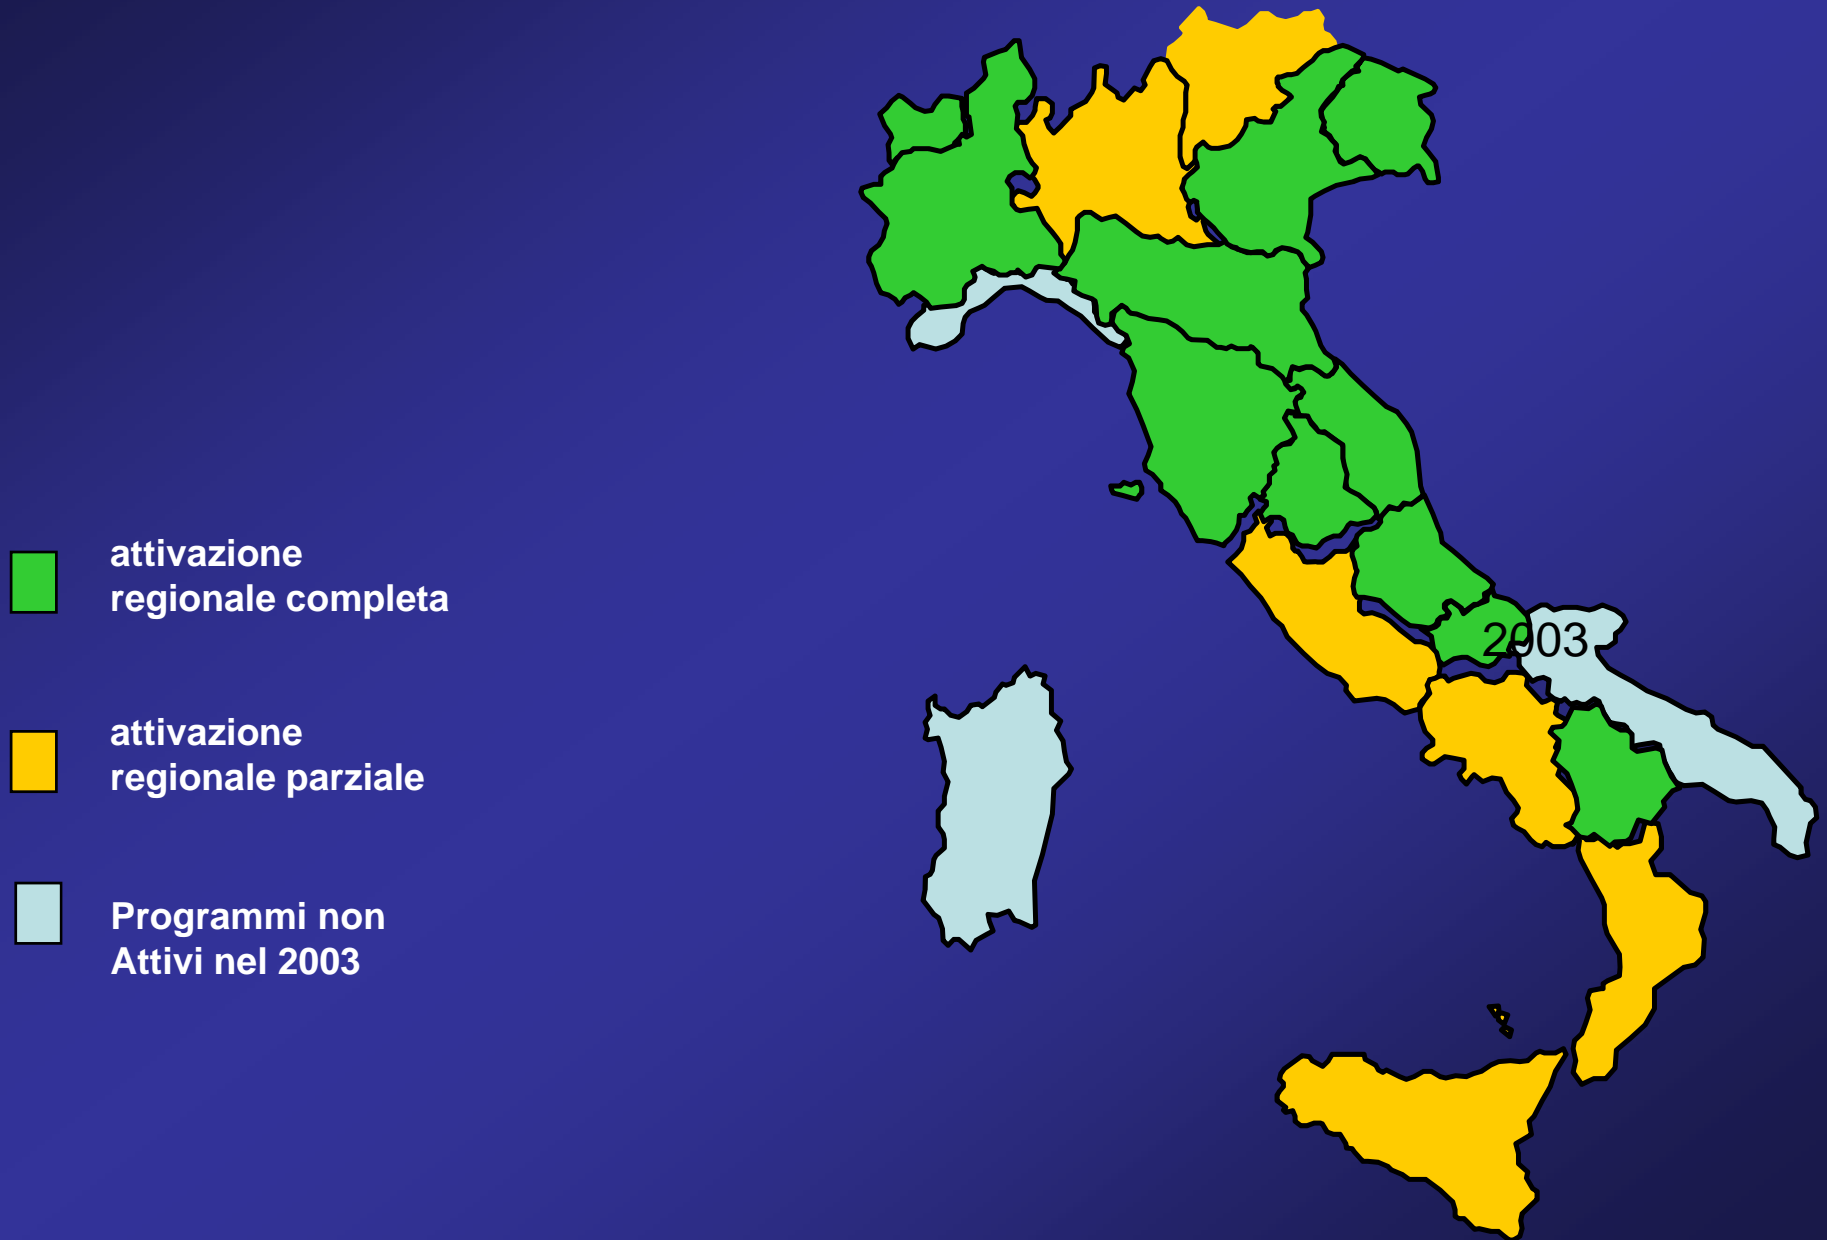 attivazione
regionale completa
attivazione
regionale parziale
Programmi non
Attivi nel 2003
2003